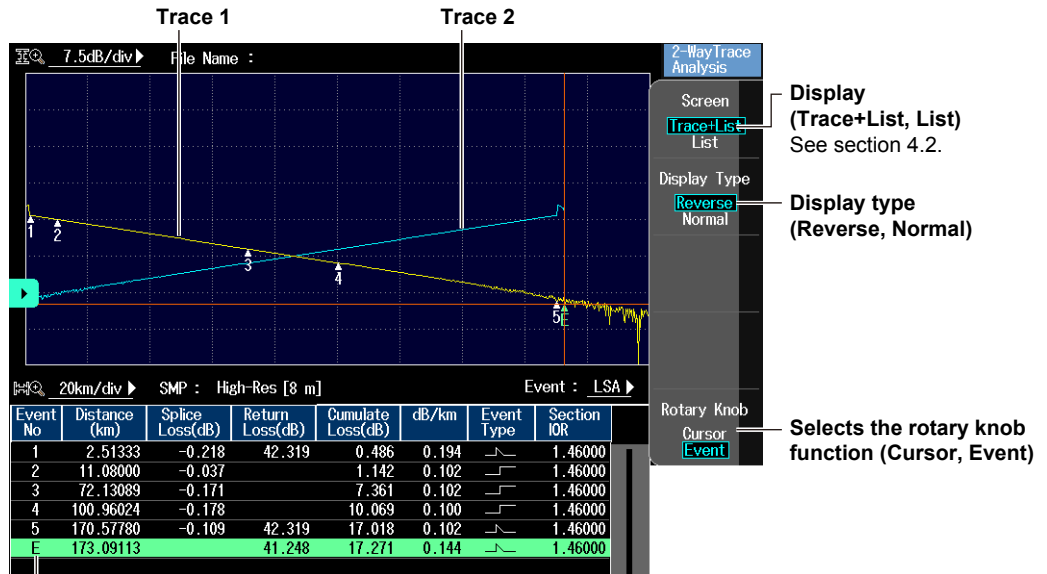 Trace 1
Trace 2
7.5dB/div
File Name :
2-WayTrace
Analysis
Screen
Trace+List
List
Display
(Trace+List, List)
See section 4.2.
Display Type
Reverse
Normal
Display type
(Reverse, Normal)
1
2
3
4
5
E
20km/div
SMP : High-Res [8 m]
Event : LSA
Rotary Knob
Cursor
Event
Selects the rotary knob
function (Cursor, Event)
Event No Distance (km) Splice Loss(dB) Return Loss(dB) Cumulate Loss(dB) dB/km Event Type Section IOR
1 2.51333 -0.218 42.319 0.486 0.194 1.46000
2 11.08000 -0.037 1.142 0.102 1.46000
3 72.13089 -0.171 7.361 0.102 1.46000
4 100.96024 -0.178 10.069 0.100 1.46000
5 170.57780 -0.109 42.319 17.018 0.102 1.46000
E 173.09113 41.248 17.271 0.144 1.46000